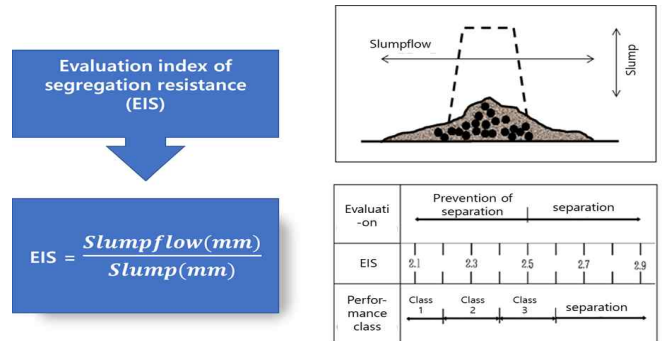 Evaluation index of
segregation resistance
(EIS)
EIS = Slumpflow(mm)
Slump(mm)
Slumpflow
Slump
Evaluati
-on
Prevention of
separation
separation
EIS
2.1 2.3 2.5 2.7 2.9
Perfor-
mance
class
Class
1
Class
2
Class
3
separation